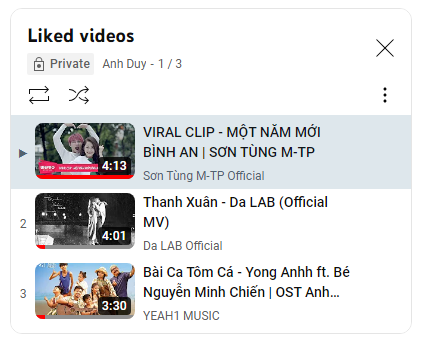 Liked videos
Private Anh Duy - 1 / 3
VIRAL CLIP - MỘT NĂM MỚI
BÌNH AN | SƠN TÙNG M-TP
4:13
Sơn Tùng M-TP Official
2
Thanh Xuân - Da LAB (Official
MV)
4:01
Da LAB Official
3
Bài Ca Tôm Cá - Yong Anhh ft. Bé
Nguyễn Minh Chiến | OST Anh...
3:30
YEAH1 MUSIC